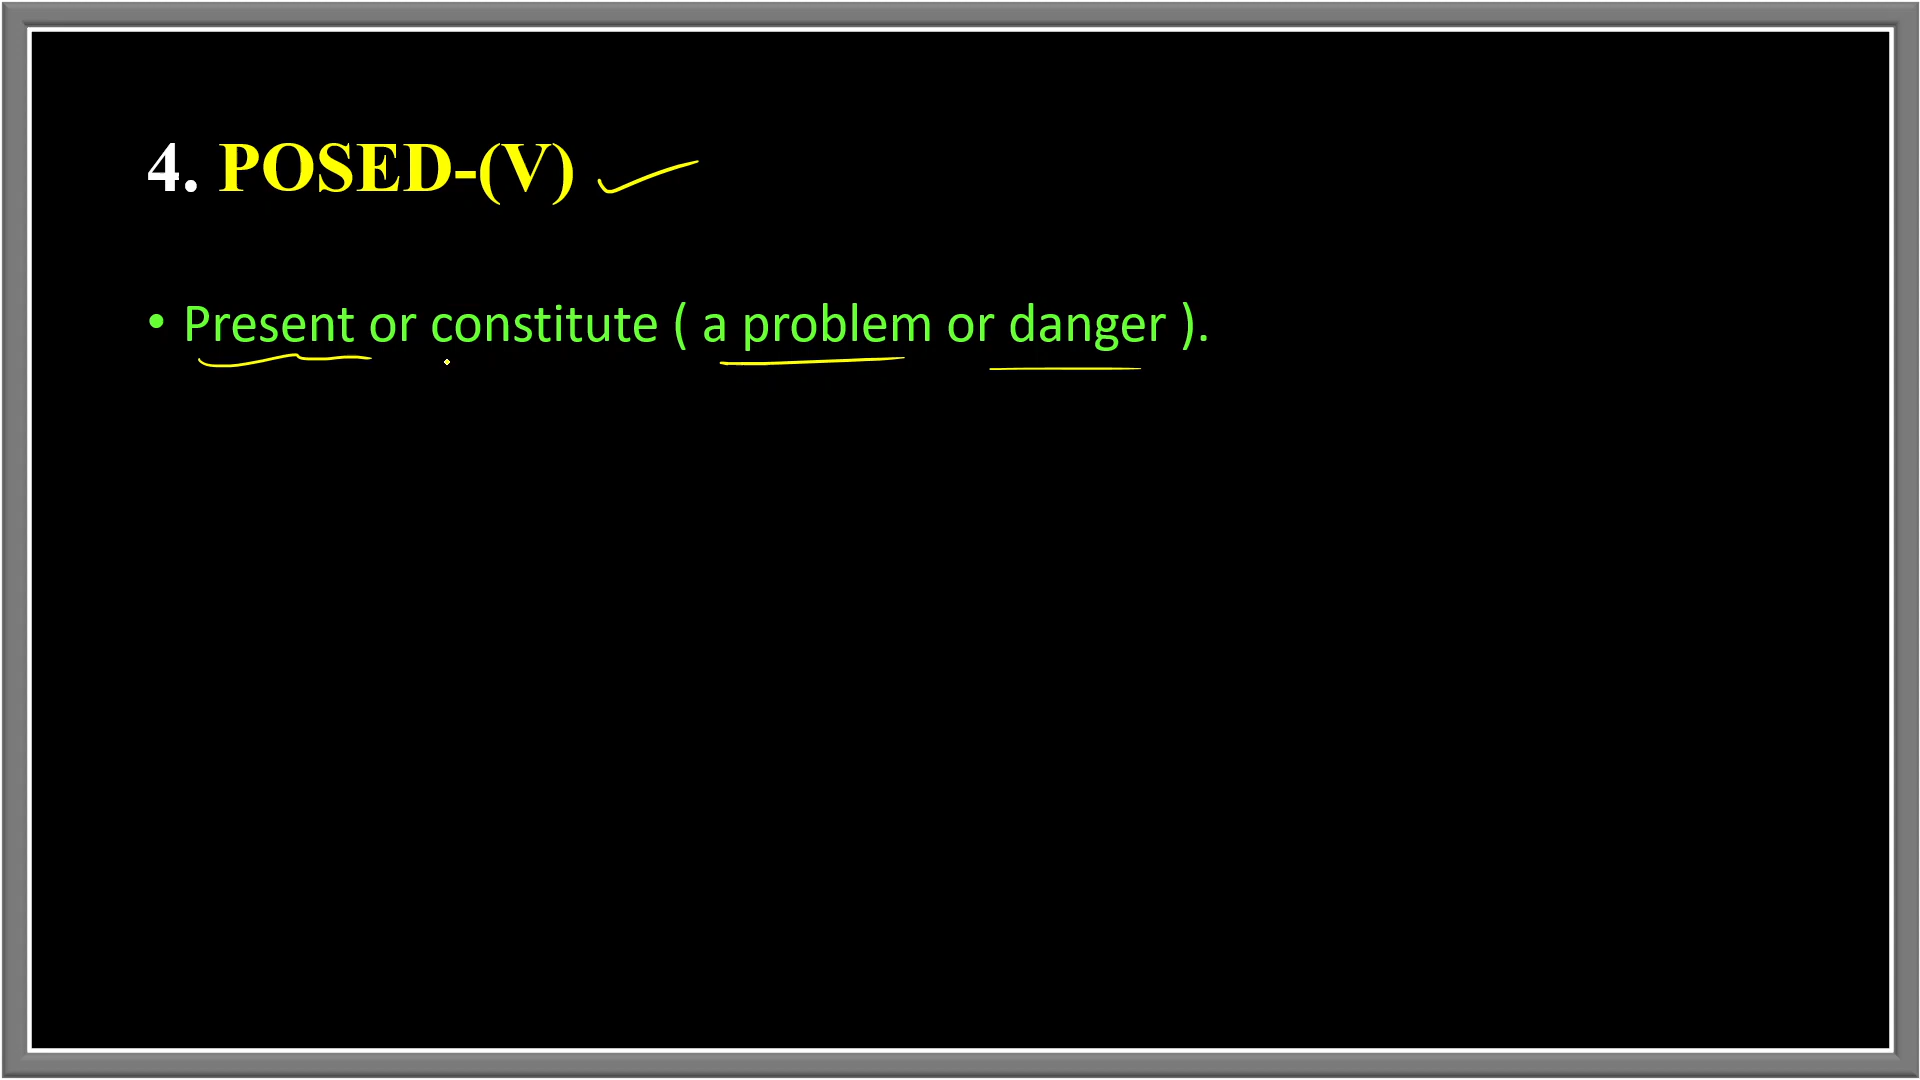 4. POSED-(V)
• Present or constitute ( a problem or danger ).